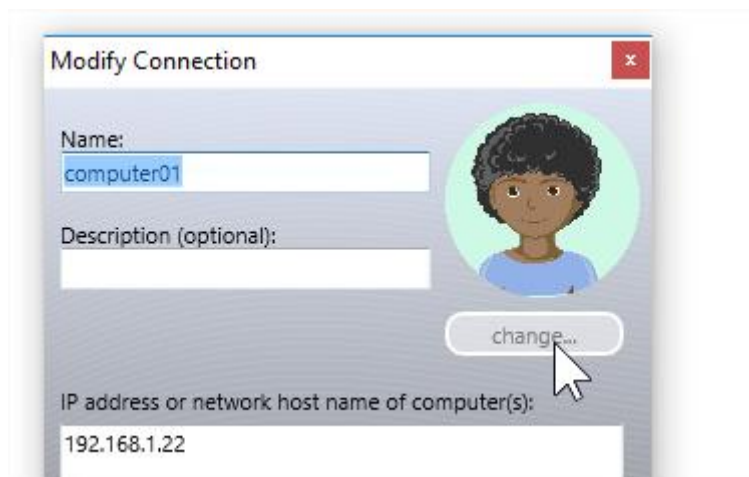 Modify Connection
x
Name:
computer01
Description (optional):
change...
IP address or network host name of computer(s):
192.168.1.22